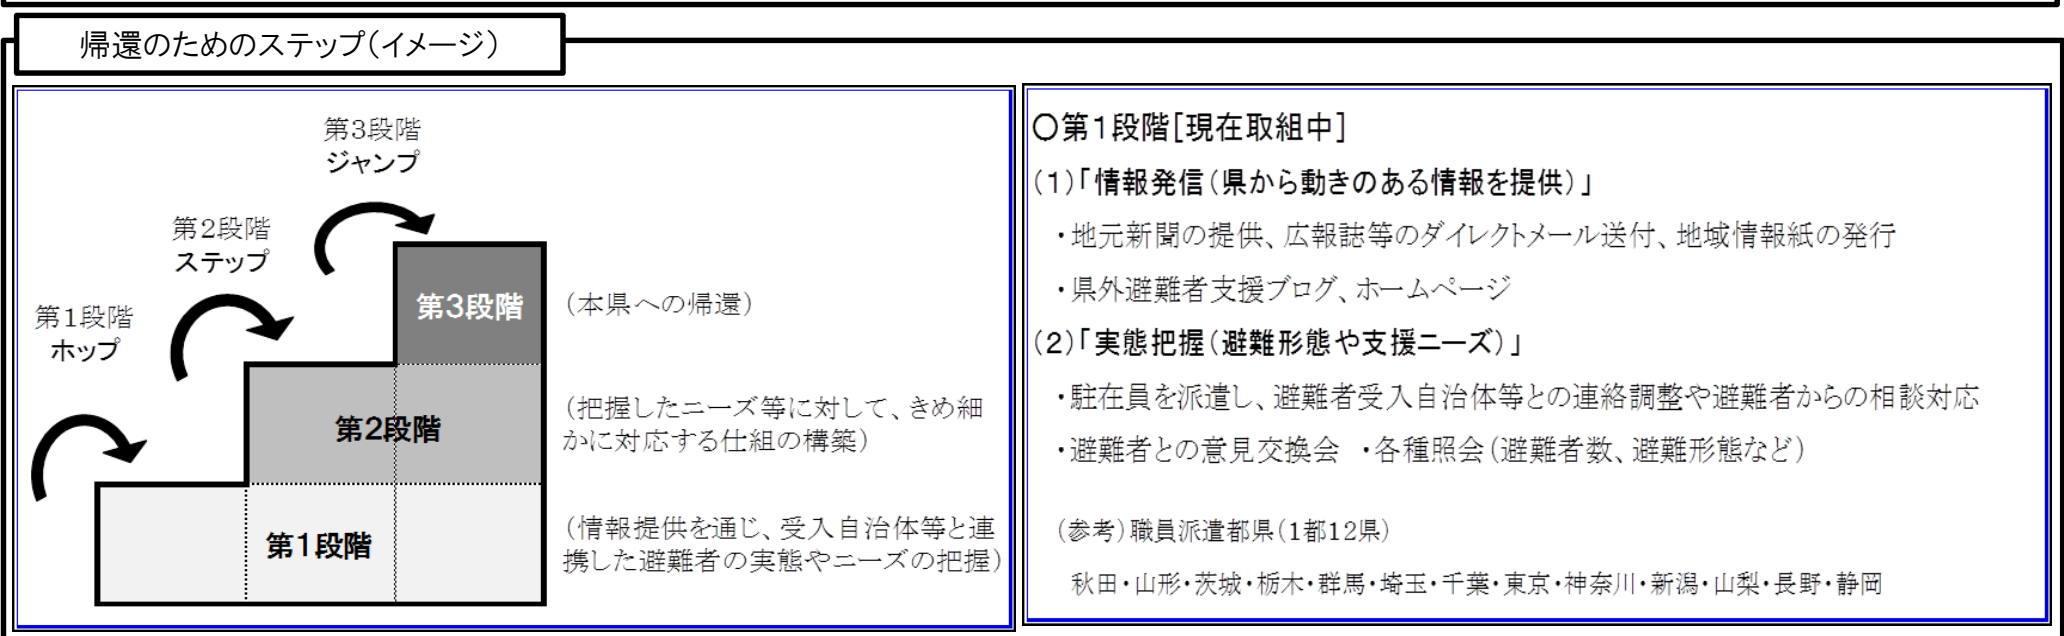 帰還のためのステップ(イメージ)
第3段階
ジャンプ
第2段階
ステップ
第1段階
ホップ
第3段階
(本県への帰還)
第2段階
(把握したニーズ等に対して、きめ細
かに対応する仕組の構築)
第1段階
(情報提供を通じ、受入自治体等と連
携した避難者の実態やニーズの把握)
○第1段階[現在取組中]
(1)「情報発信(県から動きのある情報を提供)」
・地元新聞の提供、広報誌等のダイレクトメール送付、地域情報紙の発行
・県外避難者支援ブログ、ホームページ
(2)「実態把握(避難形態や支援ニーズ)」
・駐在員を派遣し、避難者受入自治体等との連絡調整や避難者からの相談対応
・避難者との意見交換会 ・各種照会(避難者数、避難形態など)
(参考)職員派遣都県(1都12県)
秋田・山形・茨城・栃木・群馬・埼玉・千葉・東京・神奈川・新潟・山梨・長野・静岡